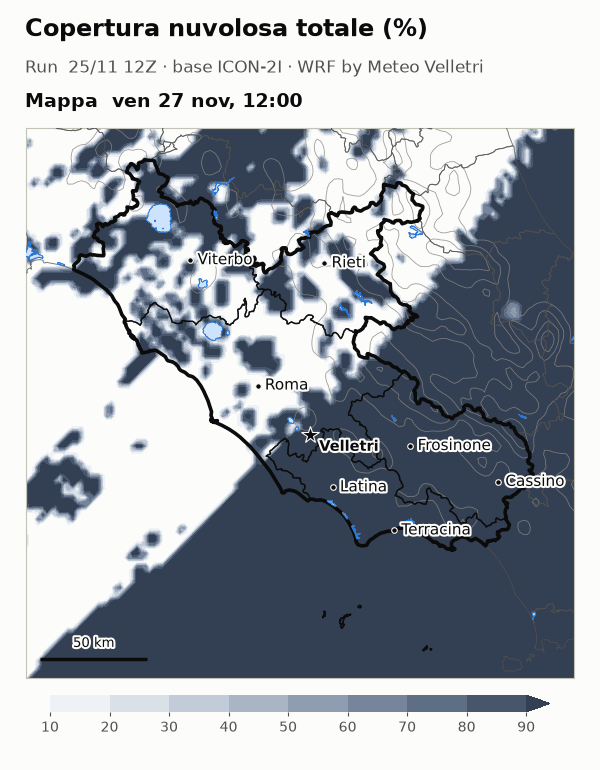 Copertura nuvolosa totale (%)
Run 25/11 12Z · base ICON-2I · WRF by Meteo Velletri
Mappa ven 27 nov, 12:00
Viterbo
Rieti
Roma
Velletri
Frosinone
Latina
Cassino
Terracina
50 km
10 20 30 40 50 60 70 80 90